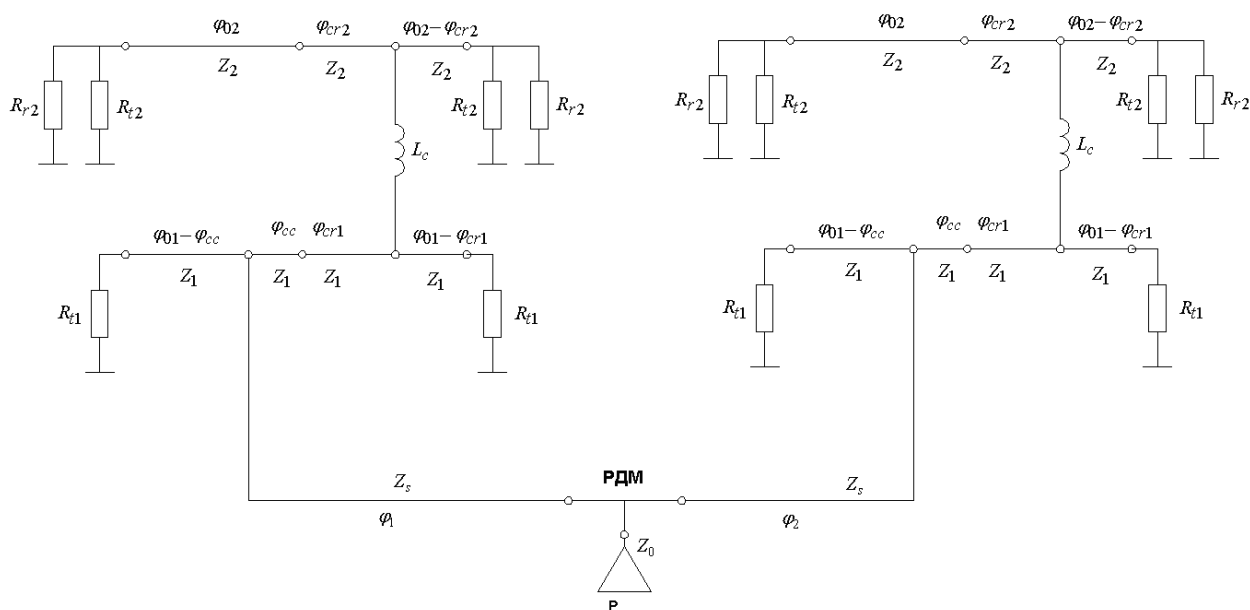 φ02 φcr2 φ02−φcr2
Z2 Z2 Z2
Rr2 Rt2 Rt2 Rr2
Lc
φ01−φcc φcc φcr1 φ01−φcr1
Z1 Z1 Z1 Z1
Rt1 Rt1
φ02 φcr2 φ02−φcr2
Z2 Z2 Z2
Rr2 Rt2 Rt2 Rr2
Lc
φ01−φcc φcc φcr1 φ01−φcr1
Z1 Z1 Z1 Z1
Rt1 Rt1
РДМ
Zs Zs
φ1 φ2
Z0
Р